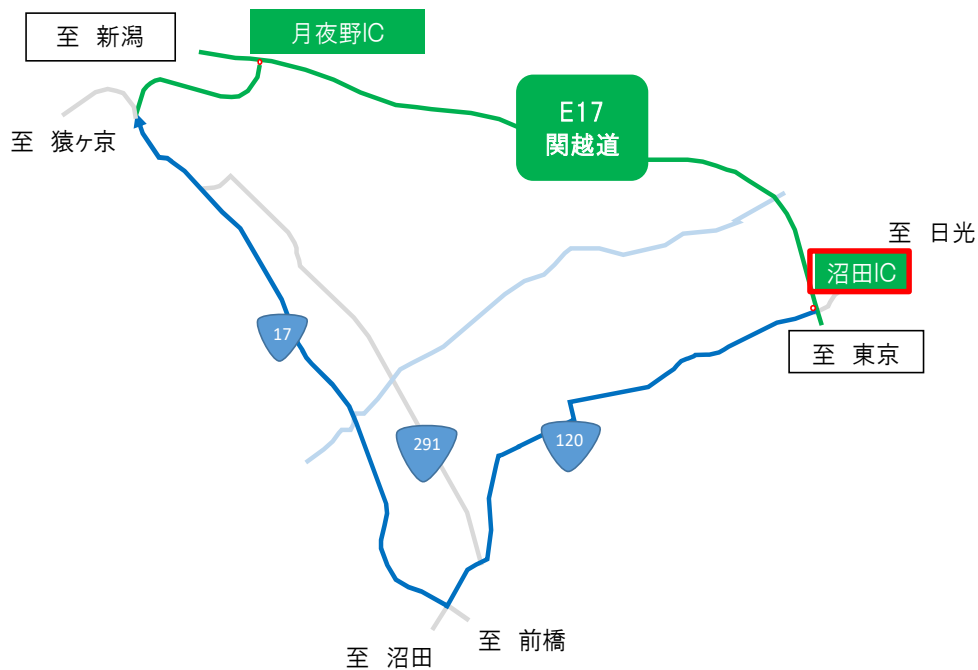 至 新潟
月夜野IC
至 猿ヶ京
E17
関越道
至 日光
沼田IC
至 東京
17
291
120
至 前橋
至 沼田